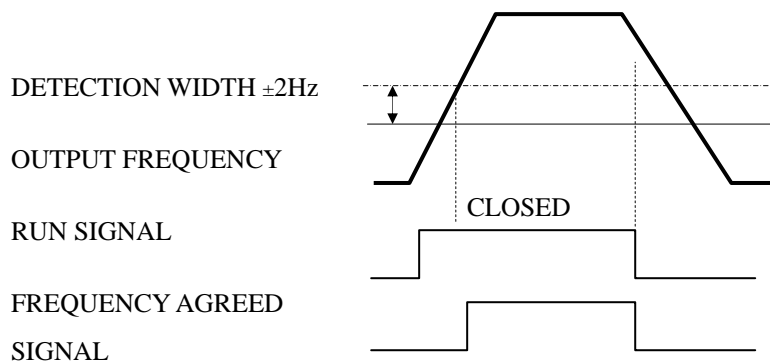 DETECTION WIDTH ±2Hz
OUTPUT FREQUENCY
CLOSED
RUN SIGNAL
FREQUENCY AGREED
SIGNAL